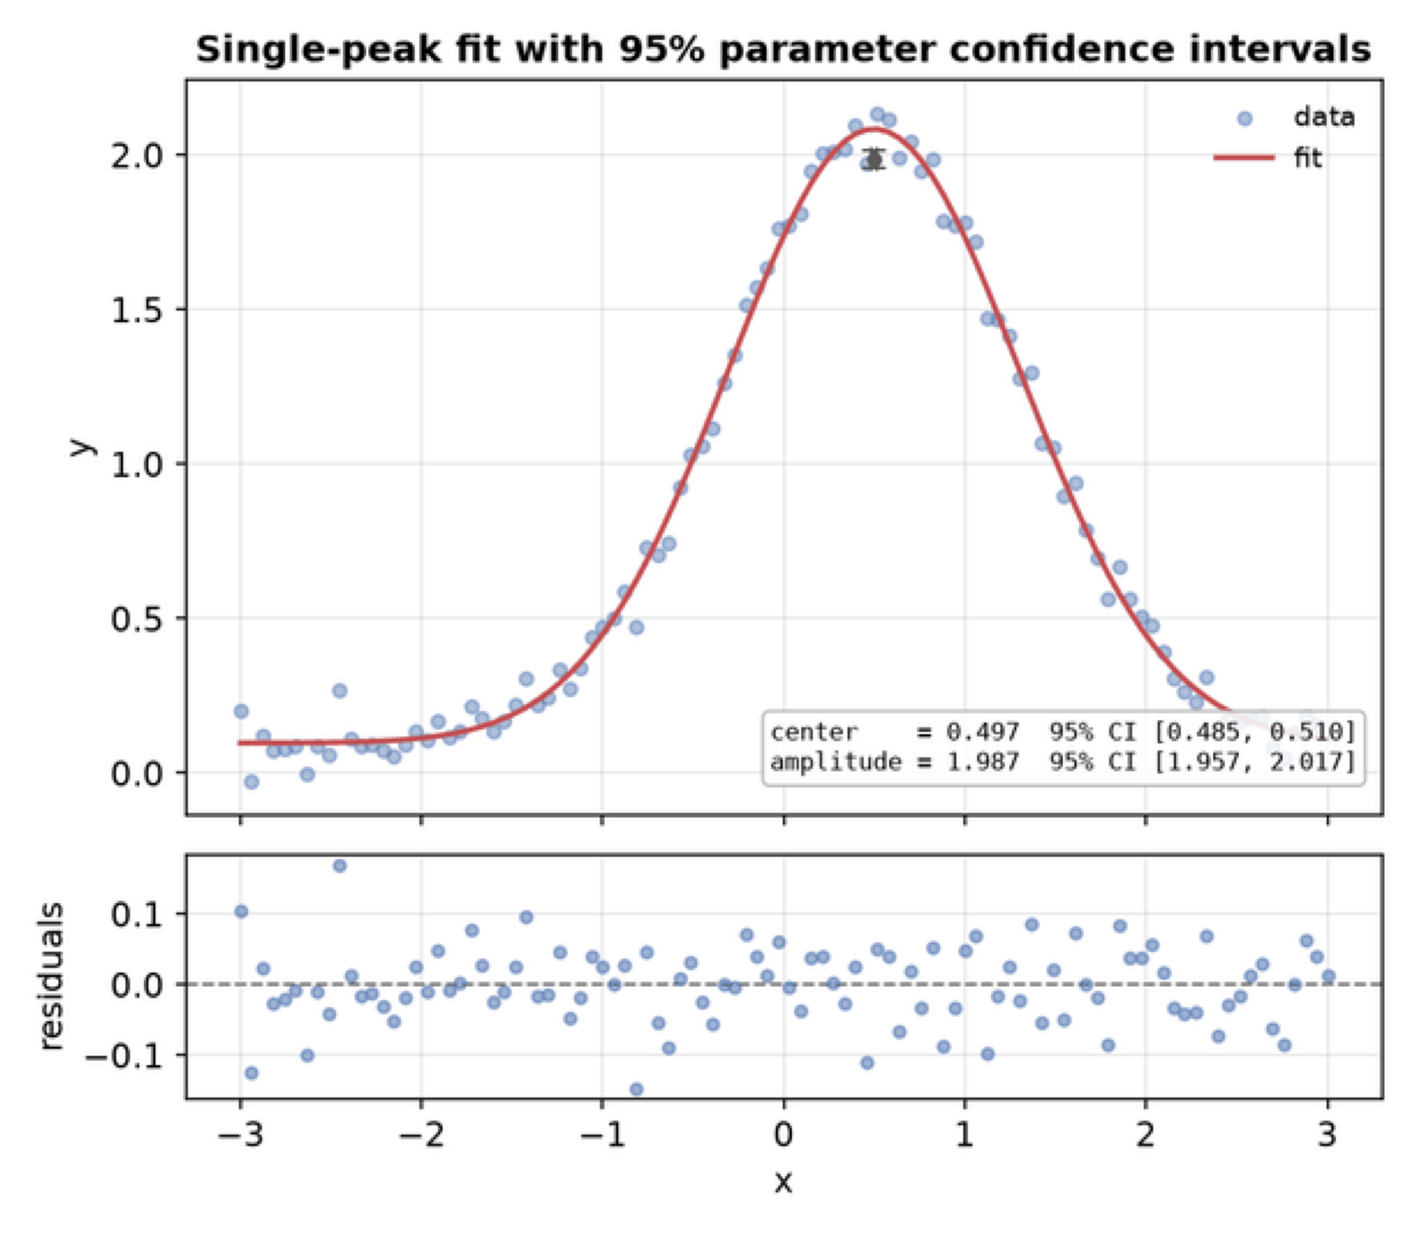 Single-peak fit with 95% parameter confidence intervals
data
fit
2.0
1.5
1.0
0.5
0.0
y
center    = 0.497  95% CI [0.485, 0.510]
amplitude = 1.987  95% CI [1.957, 2.017]
0.1
0.0
−0.1
residuals
−3 −2 −1 0 1 2 3
x